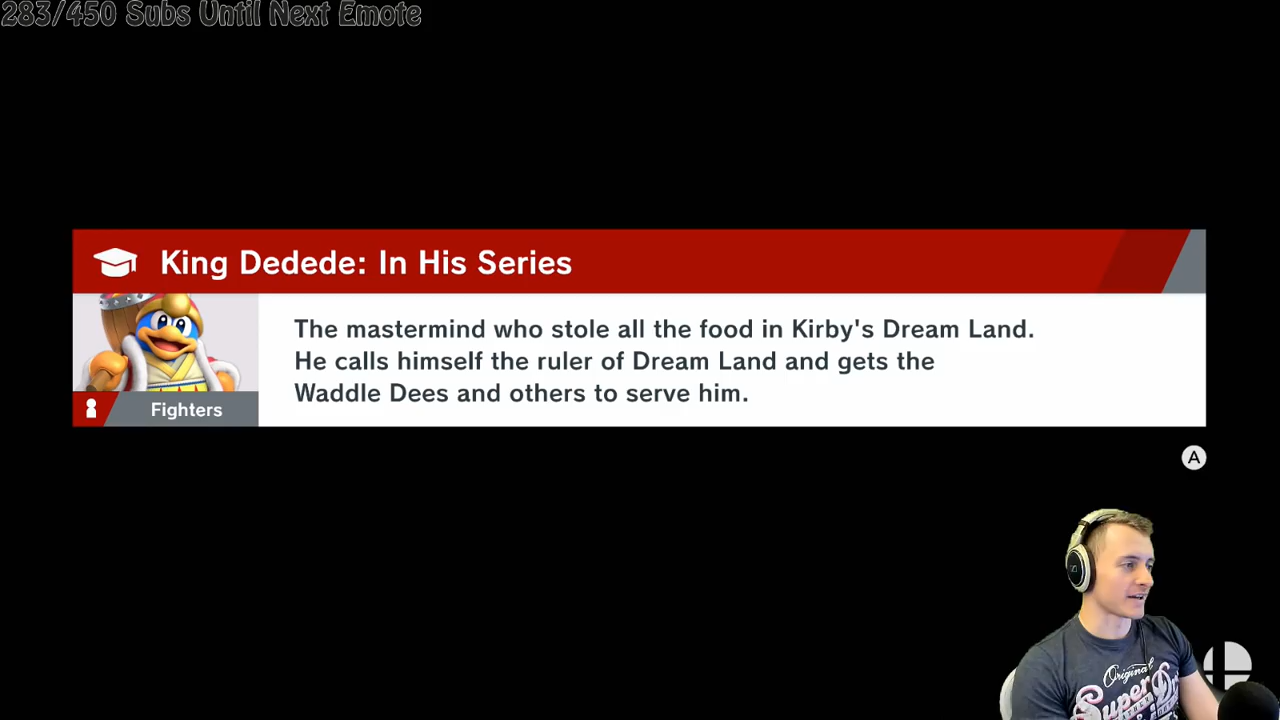 283/450 Subs Until Next Emote
King Dedede: In His Series
The mastermind who stole all the food in Kirby's Dream Land.
He calls himself the ruler of Dream Land and gets the
Waddle Dees and others to serve him.
Fighters
A
Original
Super